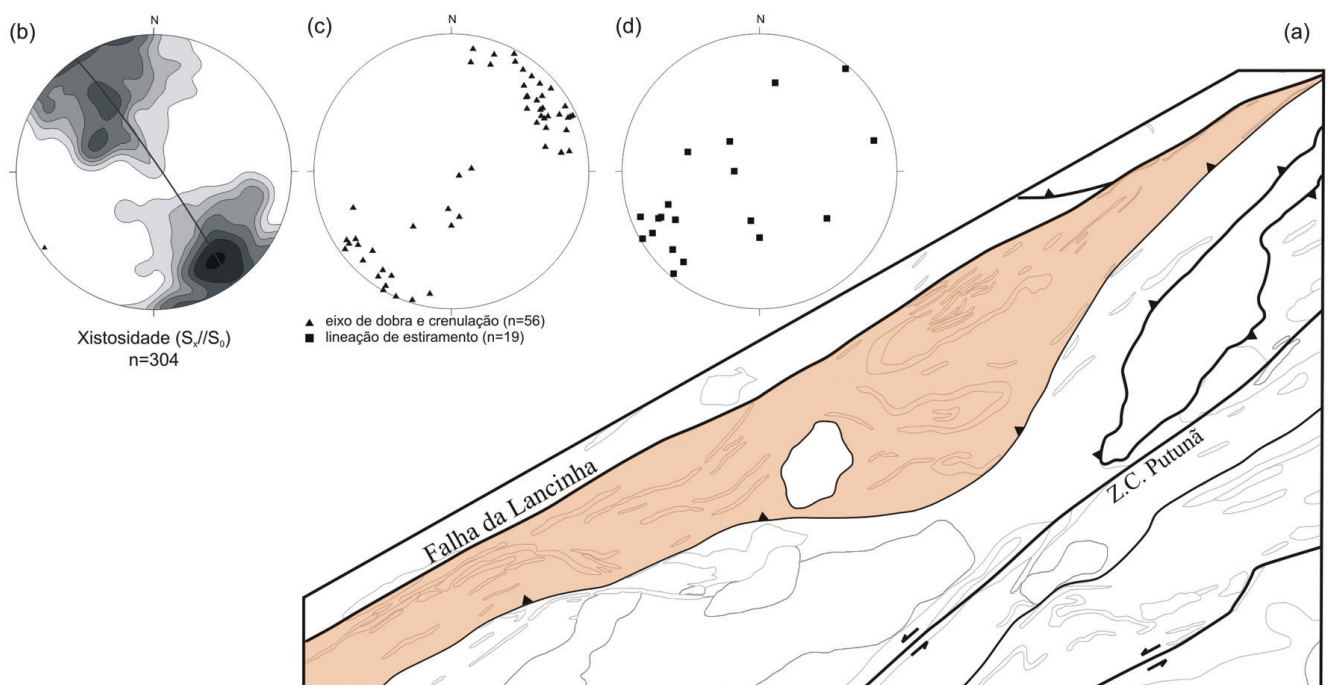 (b)
N
(c)
N
(d)
N
(a)
Xistosidade (Sₓ//S₀)
n=304
▲ eixo de dobra e crenulação (n=56)
■ lineação de estiramento (n=19)
Falha da Lancinha
Z.C. Putunã